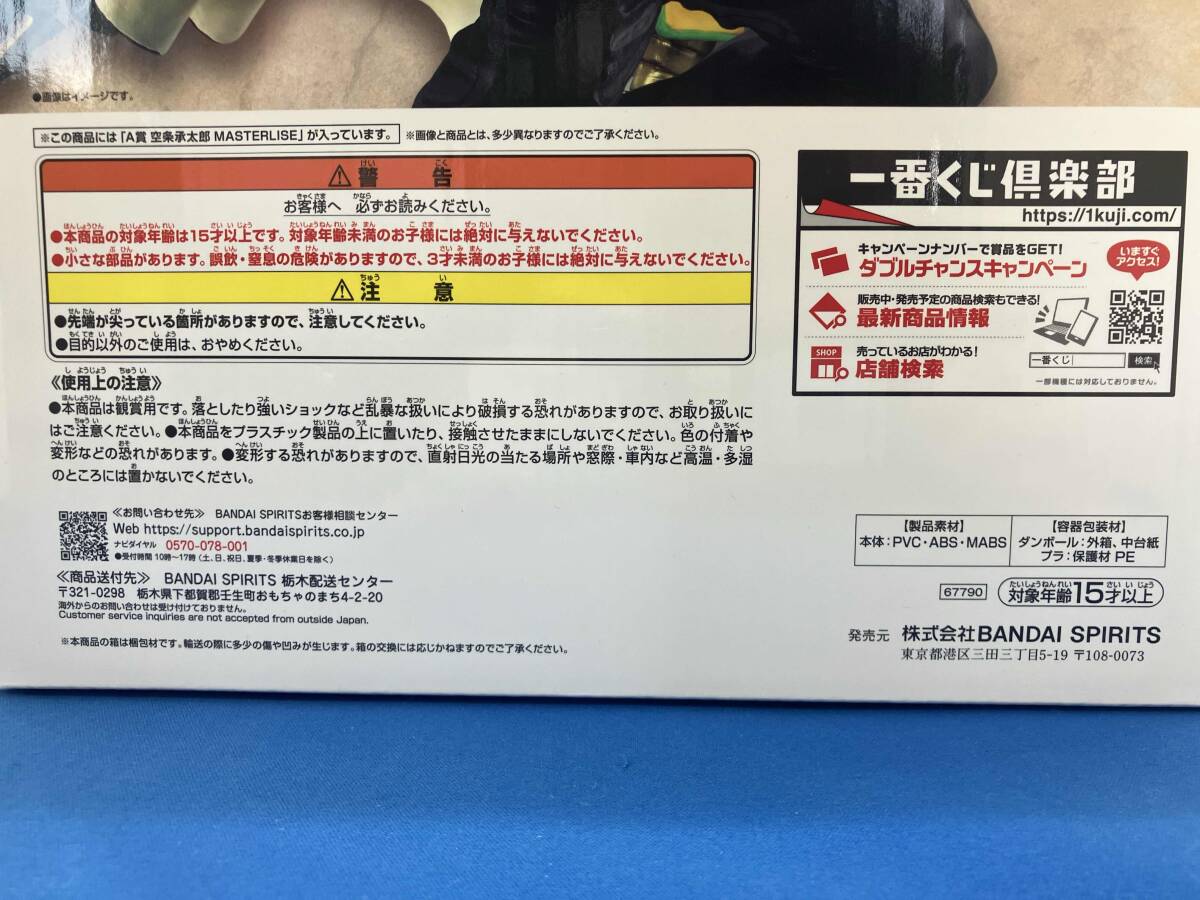 ●画像はイメージです。
※この商品には「A賞 空条承太郎 MASTERLISE」が入っています。 ※画像と商品とは、多少異なりますのでご了承ください。
⚠警告
お客様へ 必ずお読みください。
●本商品の対象年齢は15才以上です。対象年齢未満のお子様には絶対に与えないでください。
●小さな部品があります。誤飲・窒息の危険がありますので、3才未満のお子様には絶対に与えないでください。
⚠注意
●先端が尖っている箇所がありますので、注意してください。
●目的以外のご使用は、おやめください。
《使用上の注意》
●本商品は観賞用です。落としたり強いショックなど乱暴な扱いにより破損する恐れがありますので、お取り扱いに
はご注意ください。●本商品をプラスチック製品の上に置いたり、接触させたままにしないでください。色の付着や
変形などの恐れがあります。●変形する恐れがありますので、直射日光の当たる場所や窓際・車内など高温・多湿
のところには置かないでください。
《お問い合わせ先》 BANDAI SPIRITSお客様相談センター
Web https://support.bandaispirits.co.jp
ナビダイヤル 0570-078-001
●受付時間 10時〜17時(土、日、祝日、夏季・冬季休業日を除く)
《商品送付先》 BANDAI SPIRITS 栃木配送センター
〒321-0298 栃木県下都賀郡壬生町おもちゃのまち4-2-20
海外からのお問い合わせは受け付けておりません。
Customer service inquiries are not accepted from outside Japan.
※本商品の箱は梱包材です。輸送の際に多少の傷や凹みが生じます。箱の交換には応じかねますのでご了承ください。
一番くじ倶楽部
https://1kuji.com/
キャンペーンナンバーで賞品をGET!
ダブルチャンスキャンペーン
いますぐ
アクセス!
販売中・発売予定の商品検索もできる!
最新商品情報
SHOP
売っているお店がわかる!
店舗検索
一番くじ 検索
一部機種には対応しておりません。
【製品素材】
本体:PVC・ABS・MABS
【容器包装材】
ダンボール:外箱、中台紙
プラ:保護材 PE
67790
対象年齢15才以上
発売元 株式会社BANDAI SPIRITS
東京都港区三田三丁目5-19 〒108-0073